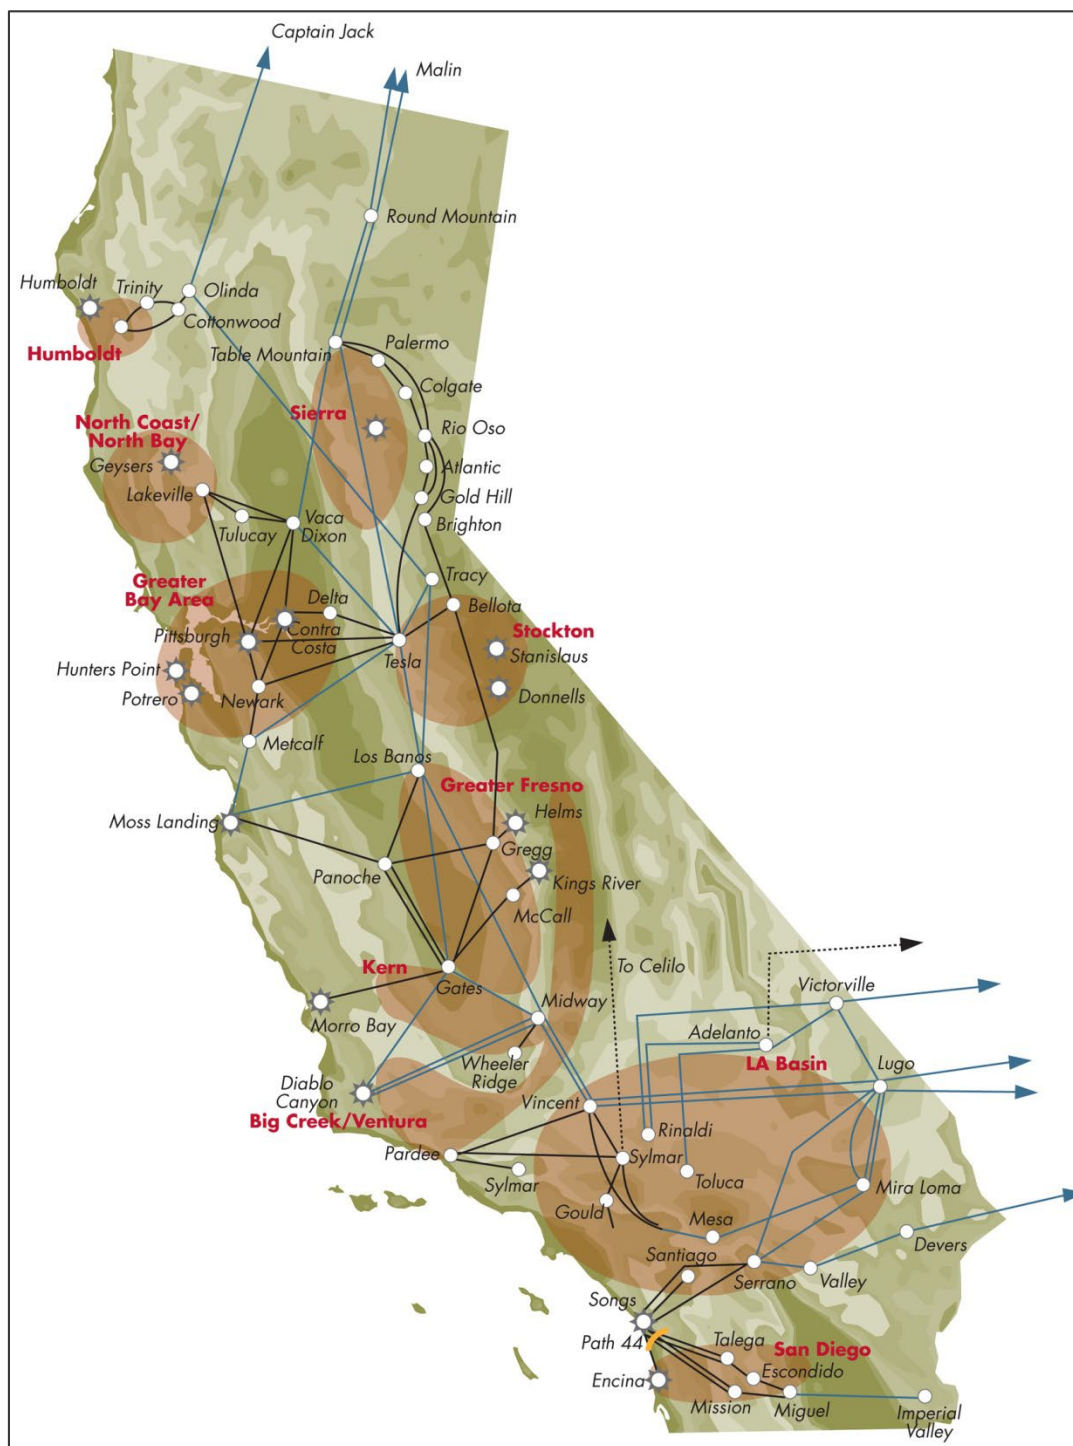 Captain Jack
Malin
Round Mountain
Humboldt
Trinity
Olinda
Cottonwood
Humboldt
Table Mountain
Palermo
Colgate
Sierra
Rio Oso
North Coast/
North Bay
Geysers
Atlantic
Lakeville
Gold Hill
Tulucay
Vaca
Dixon
Brighton
Greater
Bay Area
Tracy
Delta
Bellota
Pittsburgh
Contra
Costa
Stockton
Tesla
Stanislaus
Hunters Point
Potrero
Newark
Donnells
Metcalf
Los Banos
Greater Fresno
Moss Landing
Helms
Gregg
Panoche
Kings River
McCall
Kern
Gates
To Celilo
Morro Bay
Midway
Victorville
Adelanto
Wheeler
Ridge
LA Basin
Lugo
Diablo
Canyon
Vincent
Big Creek/Ventura
Rinaldi
Pardee
Sylmar
Sylmar
Toluca
Mira Loma
Gould
Mesa
Devers
Santiago
Serrano
Valley
Songs
Path 44
Talega
San Diego
Escondido
Encina
Mission
Miguel
Imperial
Valley